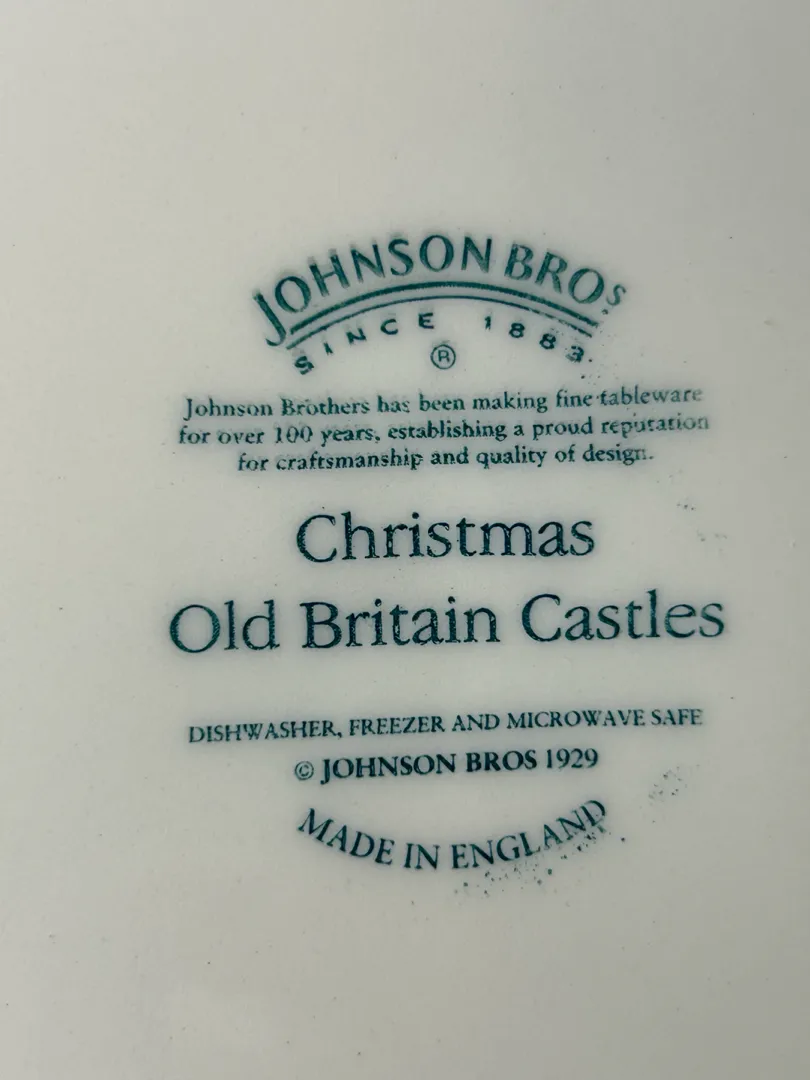 JOHNSON BROS
SINCE 1883.
®
Johnson Brothers has been making fine tableware
for over 100 years, establishing a proud reputation
for craftsmanship and quality of design.
Christmas
Old Britain Castles
DISHWASHER, FREEZER AND MICROWAVE SAFE
© JOHNSON BROS 1929
MADE IN ENGLAND